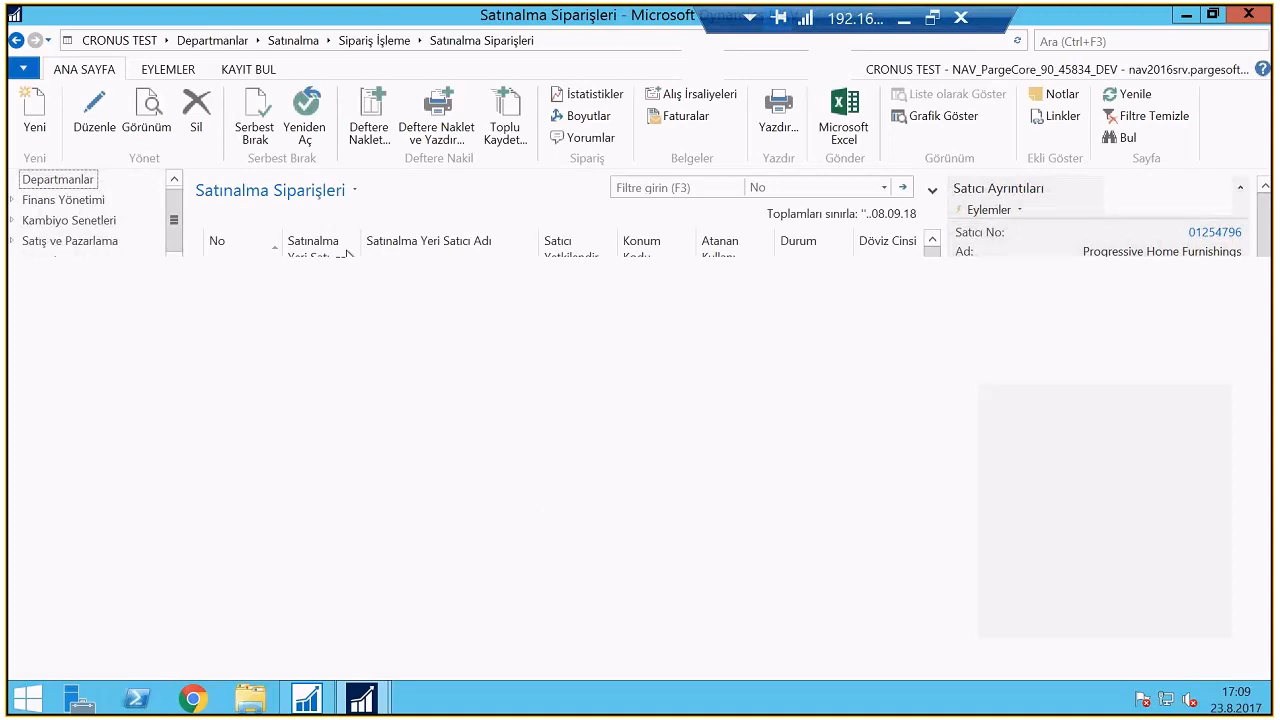 Satınalma Siparişleri - Microsoft
192.16...
CRONUS TEST Departmanlar Satınalma Sipariş İşleme Satınalma Siparişleri
Ara (Ctrl+F3)
ANA SAYFA EYLEMLER KAYIT BUL
CRONUS TEST - NAV_PargeCore_90_45834_DEV - nav2016srv.pargesoft...
Yeni
Düzenle
Görünüm
Sil
Serbest
Bırak
Yeniden
Aç
Deftere
Naklet...
Deftere Naklet
ve Yazdır...
Toplu
Kaydet...
İstatistikler
Boyutlar
Yorumlar
Alış İrsaliyeleri
Faturalar
Yazdır...
Microsoft
Excel
Liste olarak Göster
Grafik Göster
Notlar
Linkler
Yenile
Filtre Temizle
Bul
Yeni Yönet Serbest Bırak Deftere Nakil Sipariş Belgeler Yazdır Gönder Görünüm Ekli Göster Sayfa
Departmanlar
Finans Yönetimi
Kambiyo Senetleri
Satış ve Pazarlama
Satınalma Siparişleri
Filtre girin (F3) No
Toplamları sınırla: ''..08.09.18
No
Satınalma
Satınalma Yeri Satıcı Adı
Satıcı
Konum
Kodu
Atanan
Durum
Döviz Cinsi
Satıcı Ayrıntıları
Eylemler
Satıcı No: 01254796
Ad: Progressive Home Furnishings
17:09
23.8.2017